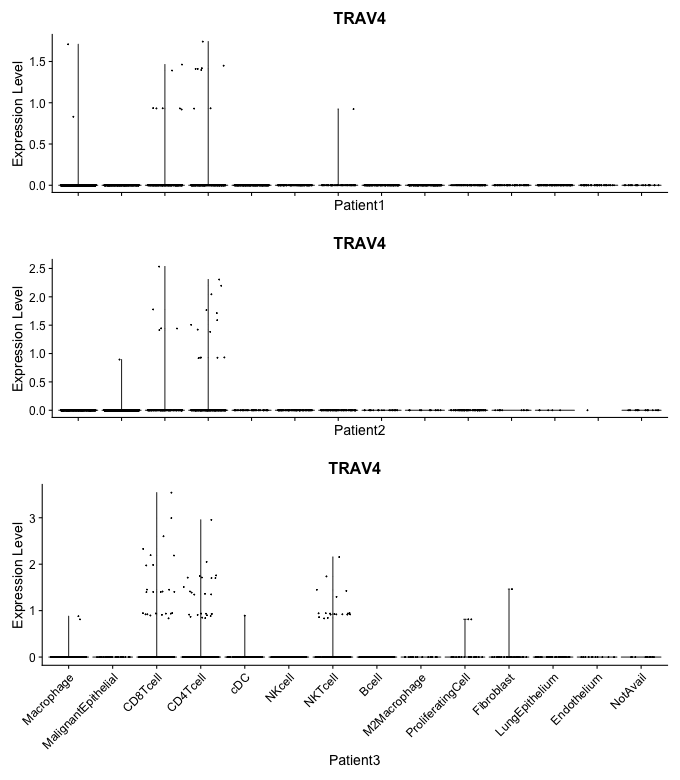 TRAV4
Expression Level
1.5
1.0
0.5
0.0
Patient1
TRAV4
Expression Level
2.5
2.0
1.5
1.0
0.5
0.0
Patient2
TRAV4
Expression Level
3
2
1
0
Macrophage
MalignantEpithelial
CD8Tcell
CD4Tcell
cDC
NKcell
NKTcell
Bcell
M2Macrophage
ProliferatingCell
Fibroblast
LungEpithelium
Endothelium
NotAvail
Patient3